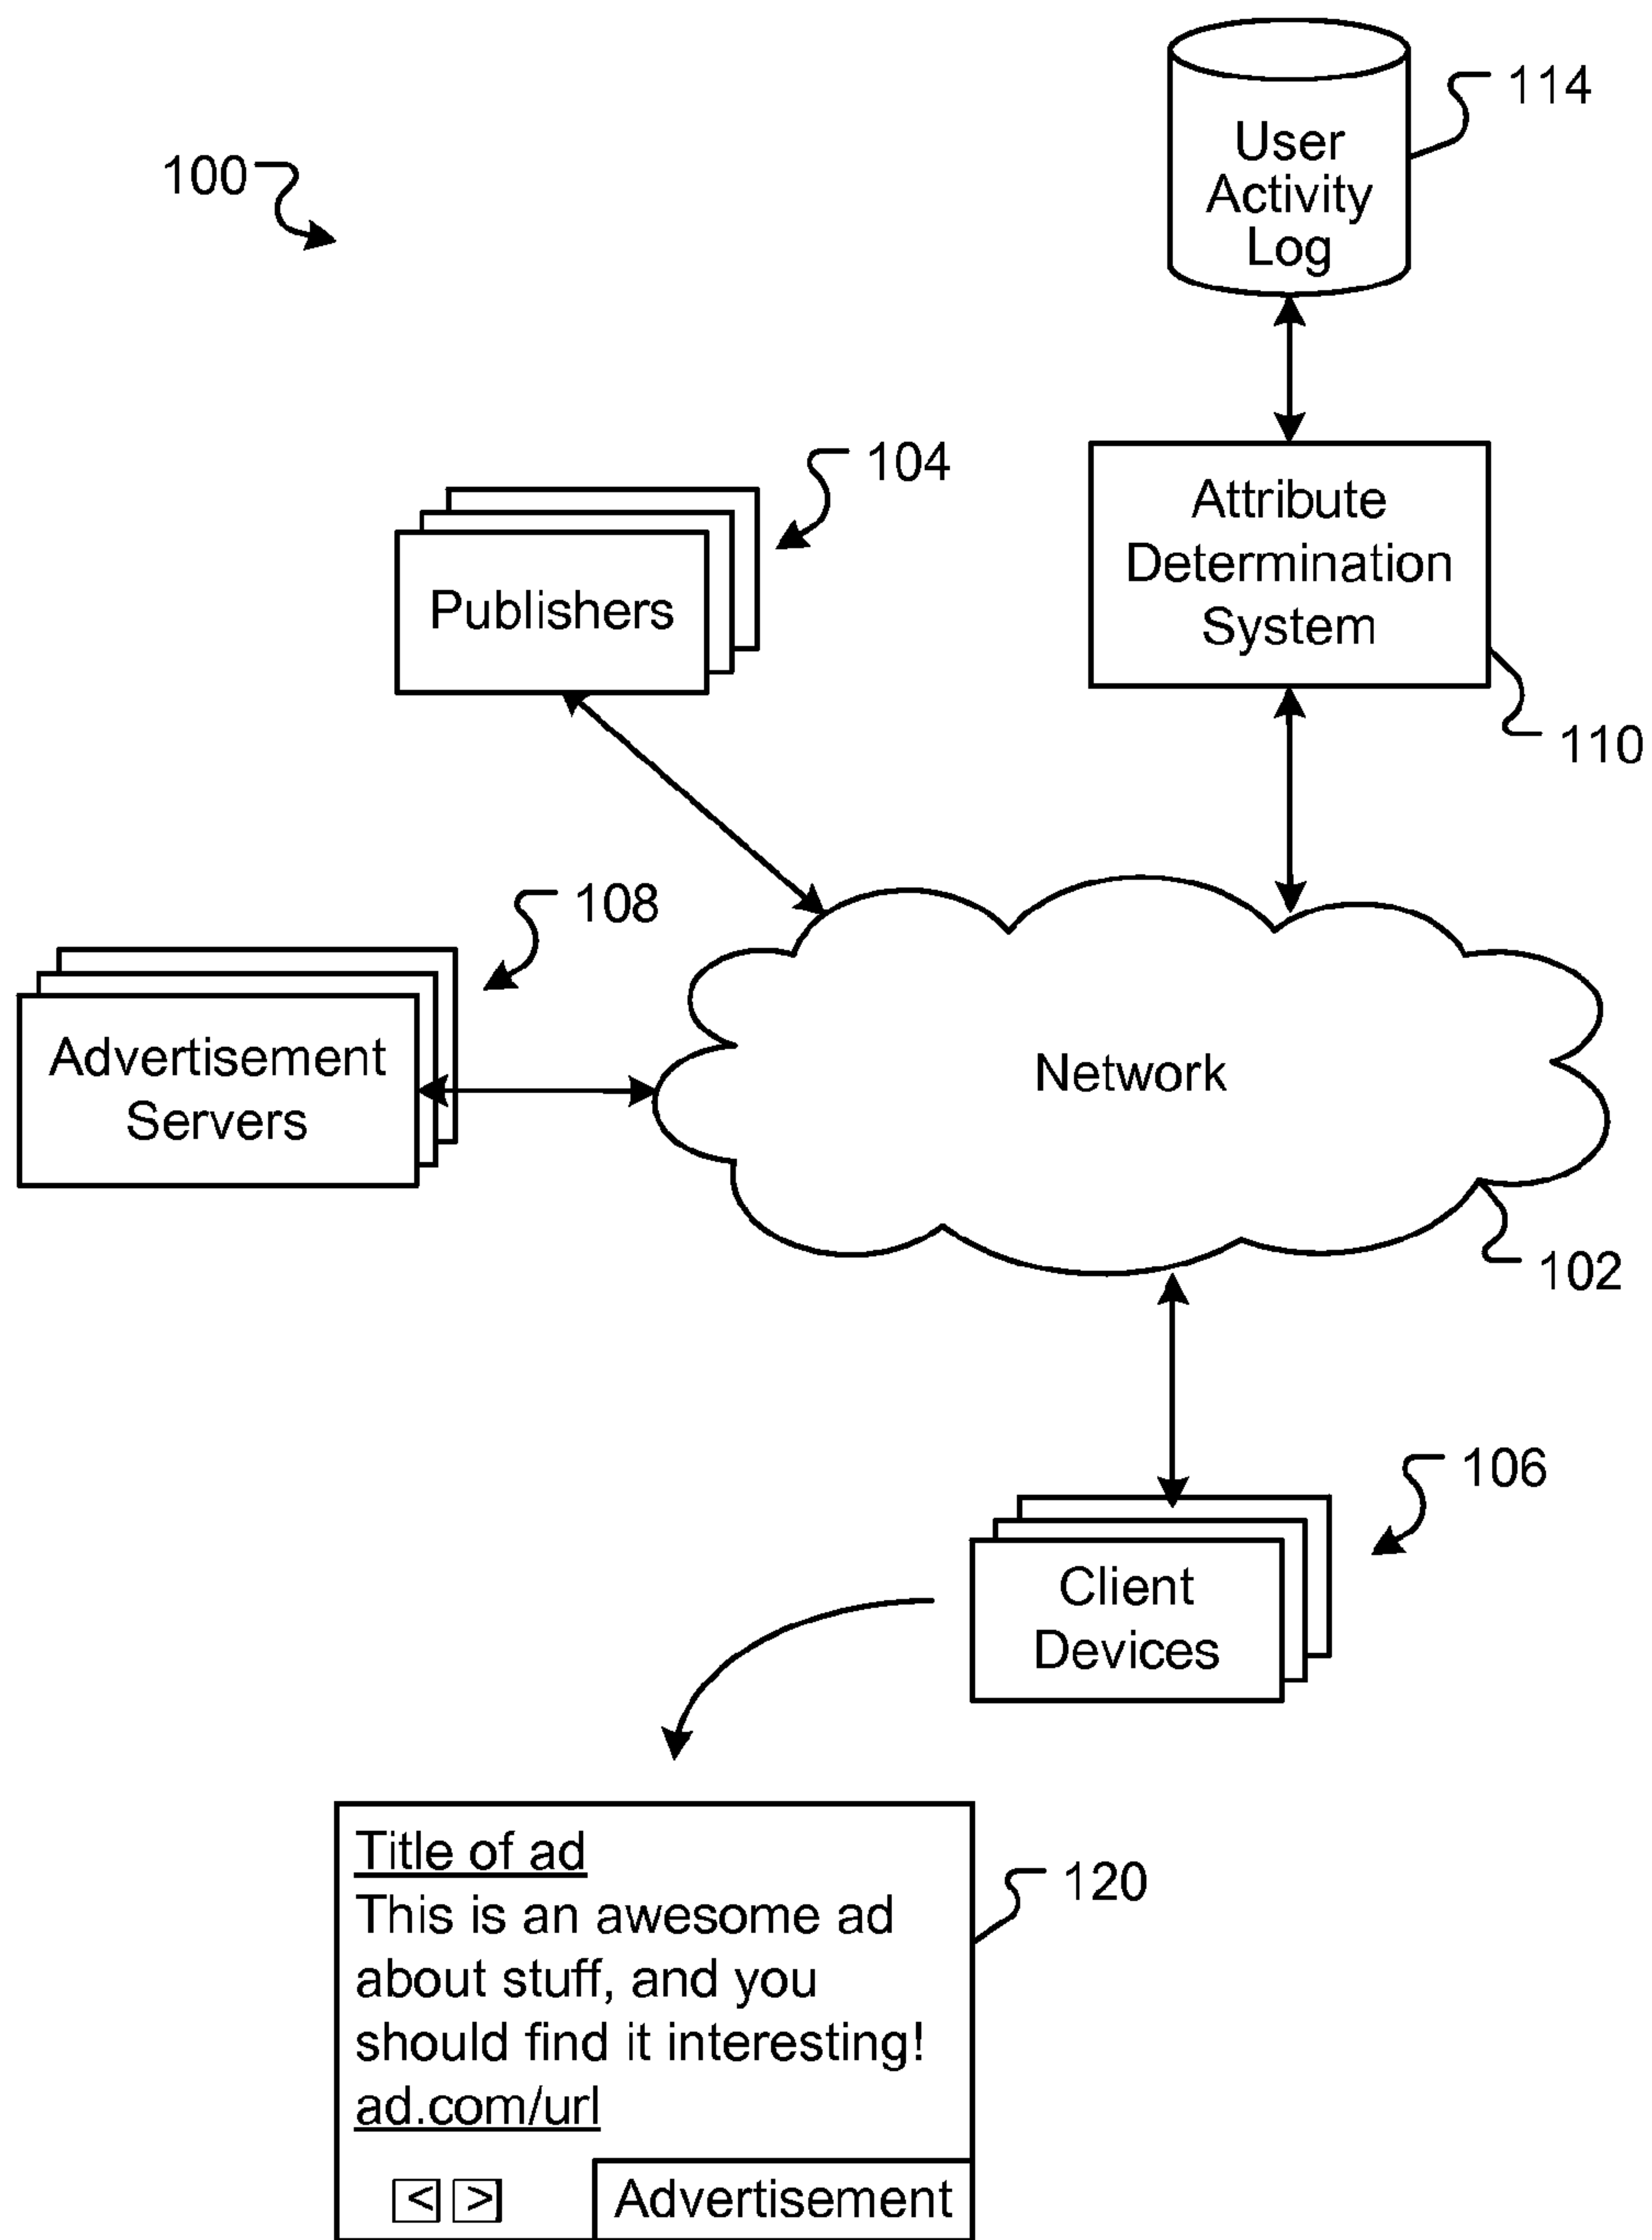 114
User
Activity
Log
100
104
Publishers
Attribute
Determination
System
110
108
Advertisement
Servers
Network
102
106
Client
Devices
Title of ad
This is an awesome ad
about stuff, and you
should find it interesting!
ad.com/url
120
< >
Advertisement